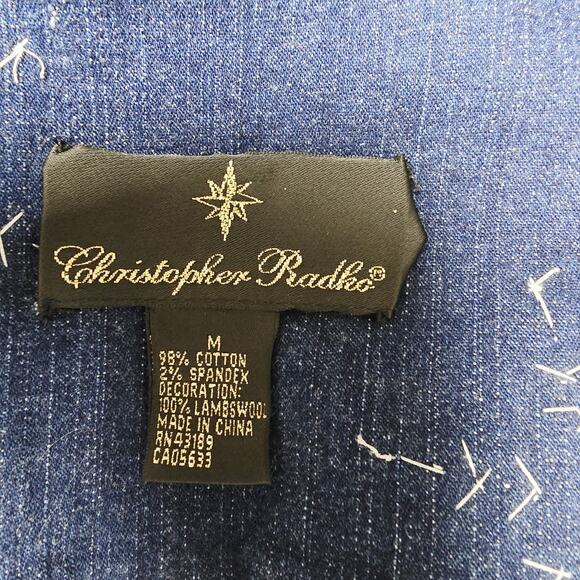 Christopher Radko®
M
98% COTTON
2% SPANDEX
DECORATION:
100% LAMBSWOOL
MADE IN CHINA
RN43189
CA05633